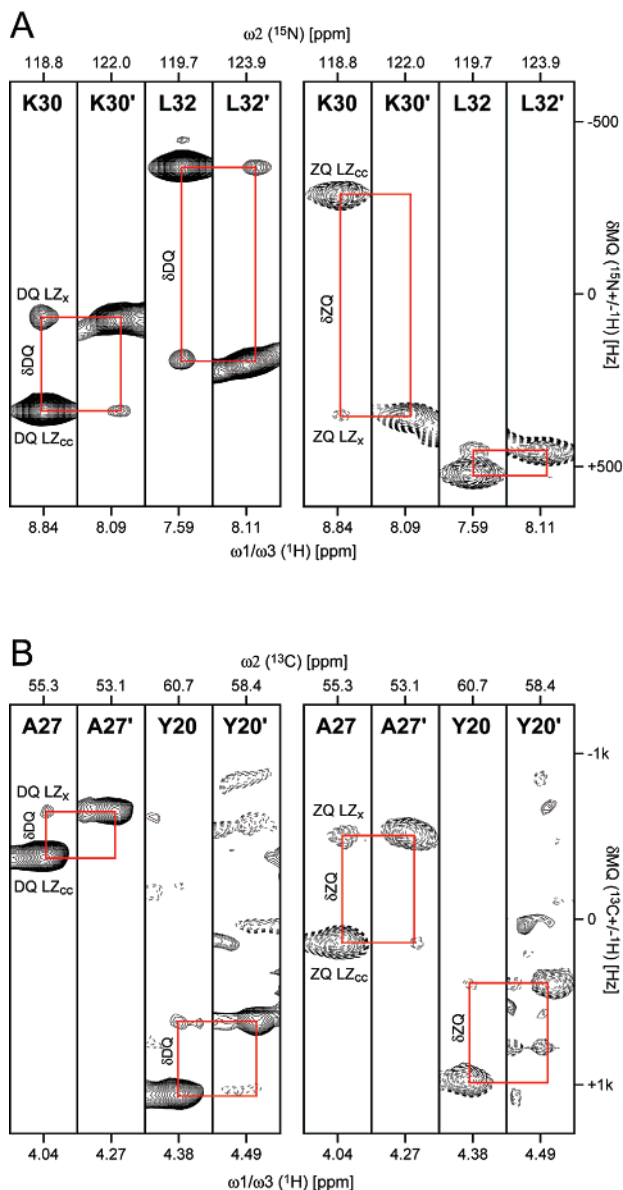 A
ω2 (¹⁵N) [ppm]
118.8 122.0 119.7 123.9 118.8 122.0 119.7 123.9
K30 K30' L32 L32' K30 K30' L32 L32'
-500
ZQ LZcc
δDQ
DQ LZx
δZQ
0
δMQ (¹⁵N+/-¹H) [Hz]
δDQ
DQ LZcc
ZQ LZx
+500
8.84 8.09 7.59 8.11 8.84 8.09 7.59 8.11
ω1/ω3 (¹H) [ppm]
B
ω2 (¹³C) [ppm]
55.3 53.1 60.7 58.4 55.3 53.1 60.7 58.4
A27 A27' Y20 Y20' A27 A27' Y20 Y20'
-1k
DQ LZx
ZQ LZx
δDQ
DQ LZcc
δZQ
0
δMQ (¹³C+/-¹H) [Hz]
ZQ LZcc
δDQ
δZQ
+1k
4.04 4.27 4.38 4.49 4.04 4.27 4.38 4.49
ω1/ω3 (¹H) [ppm]